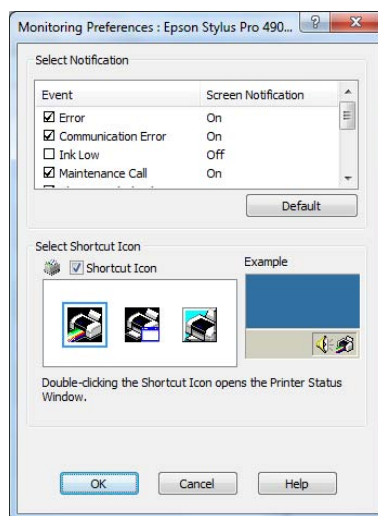 Monitoring Preferences : Epson Stylus Pro 490...
Select Notification
Event Screen Notification
Error On
Communication Error On
Ink Low Off
Maintenance Call On
Default
Select Shortcut Icon
Shortcut Icon
Example
Double-clicking the Shortcut Icon opens the Printer Status
Window.
OK Cancel Help